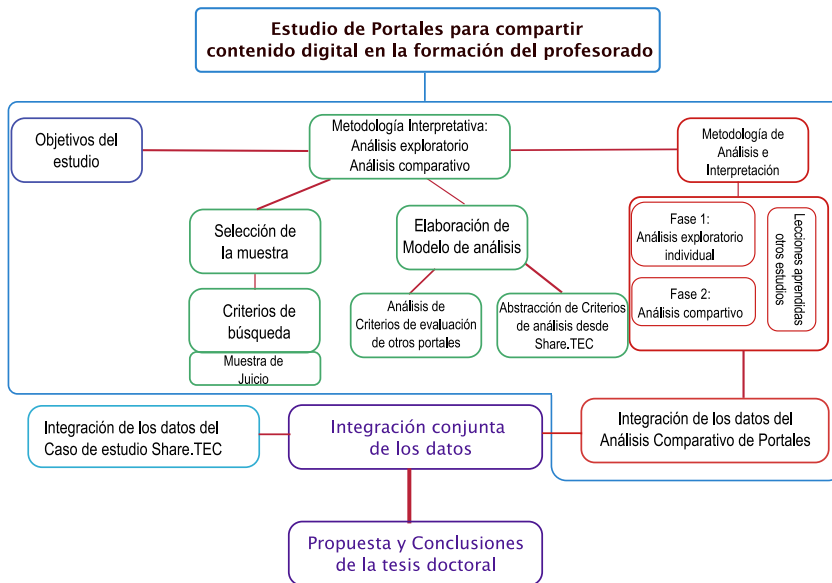 Estudio de Portales para compartir
contenido digital en la formación del profesorado
Objetivos del
estudio
Metodología Interpretativa:
Análisis exploratorio
Análisis comparativo
Metodología de
Análisis e
Interpretación
Selección de
la muestra
Elaboración de
Modelo de análisis
Fase 1:
Análisis exploratorio
individual
Fase 2:
Análisis compartivo
Lecciones aprendidas
otros estudios
Criterios de
búsqueda
Muestra de
Juicio
Análisis de
Criterios de evaluación
de otros portales
Abstracción de Criterios
de análisis desde
Share.TEC
Integración de los datos del
Caso de estudio Share.TEC
Integración conjunta
de los datos
Integración de los datos del
Análisis Comparativo de Portales
Propuesta y Conclusiones
de la tesis doctoral